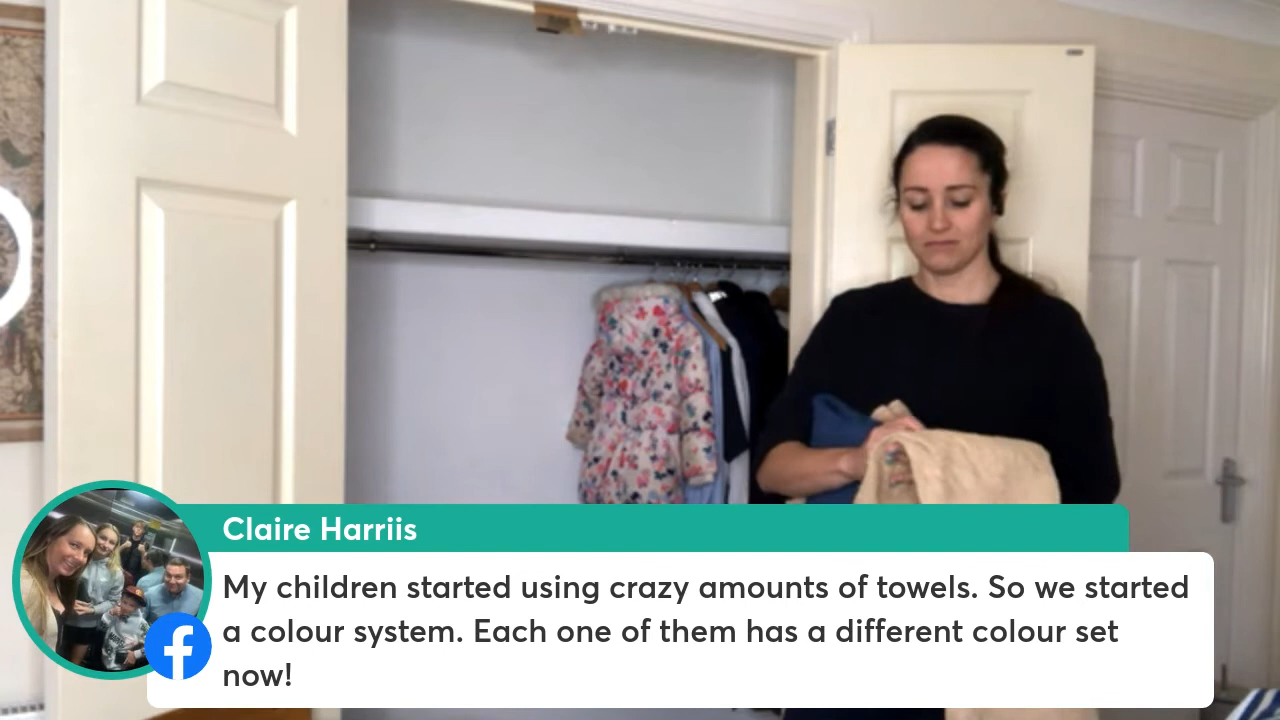 Claire Harriis
My children started using crazy amounts of towels. So we started
a colour system. Each one of them has a different colour set
now!